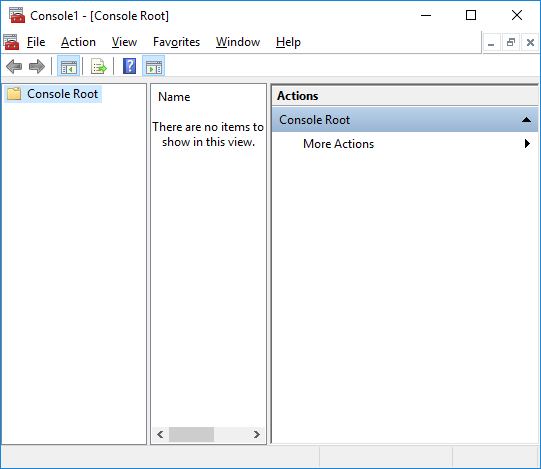 Console1 - [Console Root]
File Action View Favorites Window Help
Console Root
Name
There are no items to
show in this view.
Actions
Console Root
More Actions